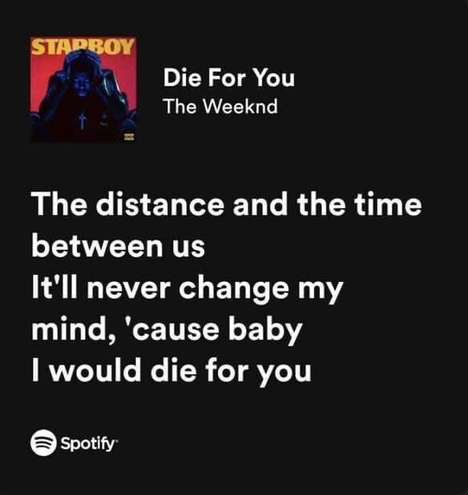 STARBOY
Die For You
The Weeknd
The distance and the time
between us
It'll never change my
mind, 'cause baby
I would die for you
Spotify